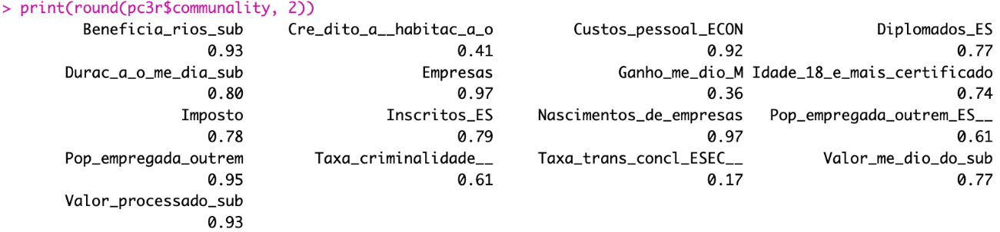 > print(round(pc3r$communality, 2))
Beneficia_rios_sub Cre_dito_a__habitac_a_o Custos_pessoal_ECON Diplomados_ES
0.93 0.41 0.92 0.77
Durac_a_o_me_dia_sub Empresas Ganho_me_dio_M Idade_18_e_mais_certificado
0.80 0.97 0.36 0.74
Imposto Inscritos_ES Nascimentos_de_empresas Pop_empregada_outrem_ES__
0.78 0.79 0.97 0.61
Pop_empregada_outrem Taxa_criminalidade__ Taxa_trans_concl_ESEC__ Valor_me_dio_do_sub
0.95 0.61 0.17 0.77
Valor_processado_sub
0.93